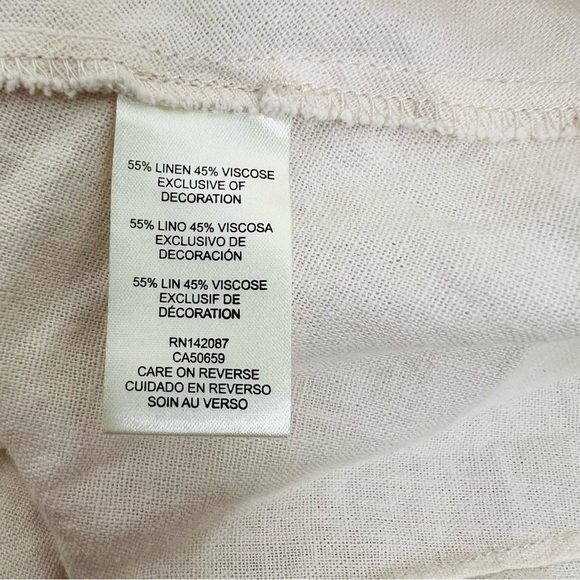 55% LINEN 45% VISCOSE
EXCLUSIVE OF
DECORATION
55% LINO 45% VISCOSA
EXCLUSIVO DE
DECORACIÓN
55% LIN 45% VISCOSE
EXCLUSIF DE
DÉCORATION
RN142087
CA50659
CARE ON REVERSE
CUIDADO EN REVERSO
SOIN AU VERSO